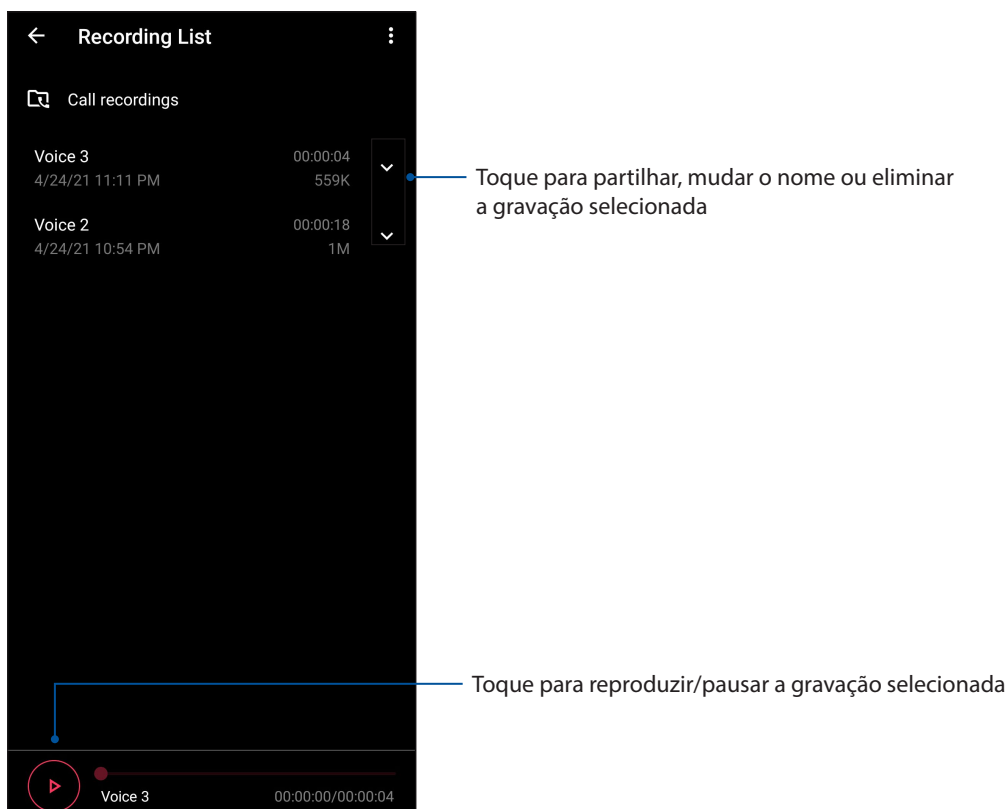 Recording List
Call recordings
Voice 3 00:00:04
4/24/21 11:11 PM 559K
Toque para partilhar, mudar o nome ou eliminar
a gravação selecionada
Voice 2 00:00:18
4/24/21 10:54 PM 1M
Toque para reproduzir/pausar a gravação selecionada
Voice 3 00:00:00/00:00:04